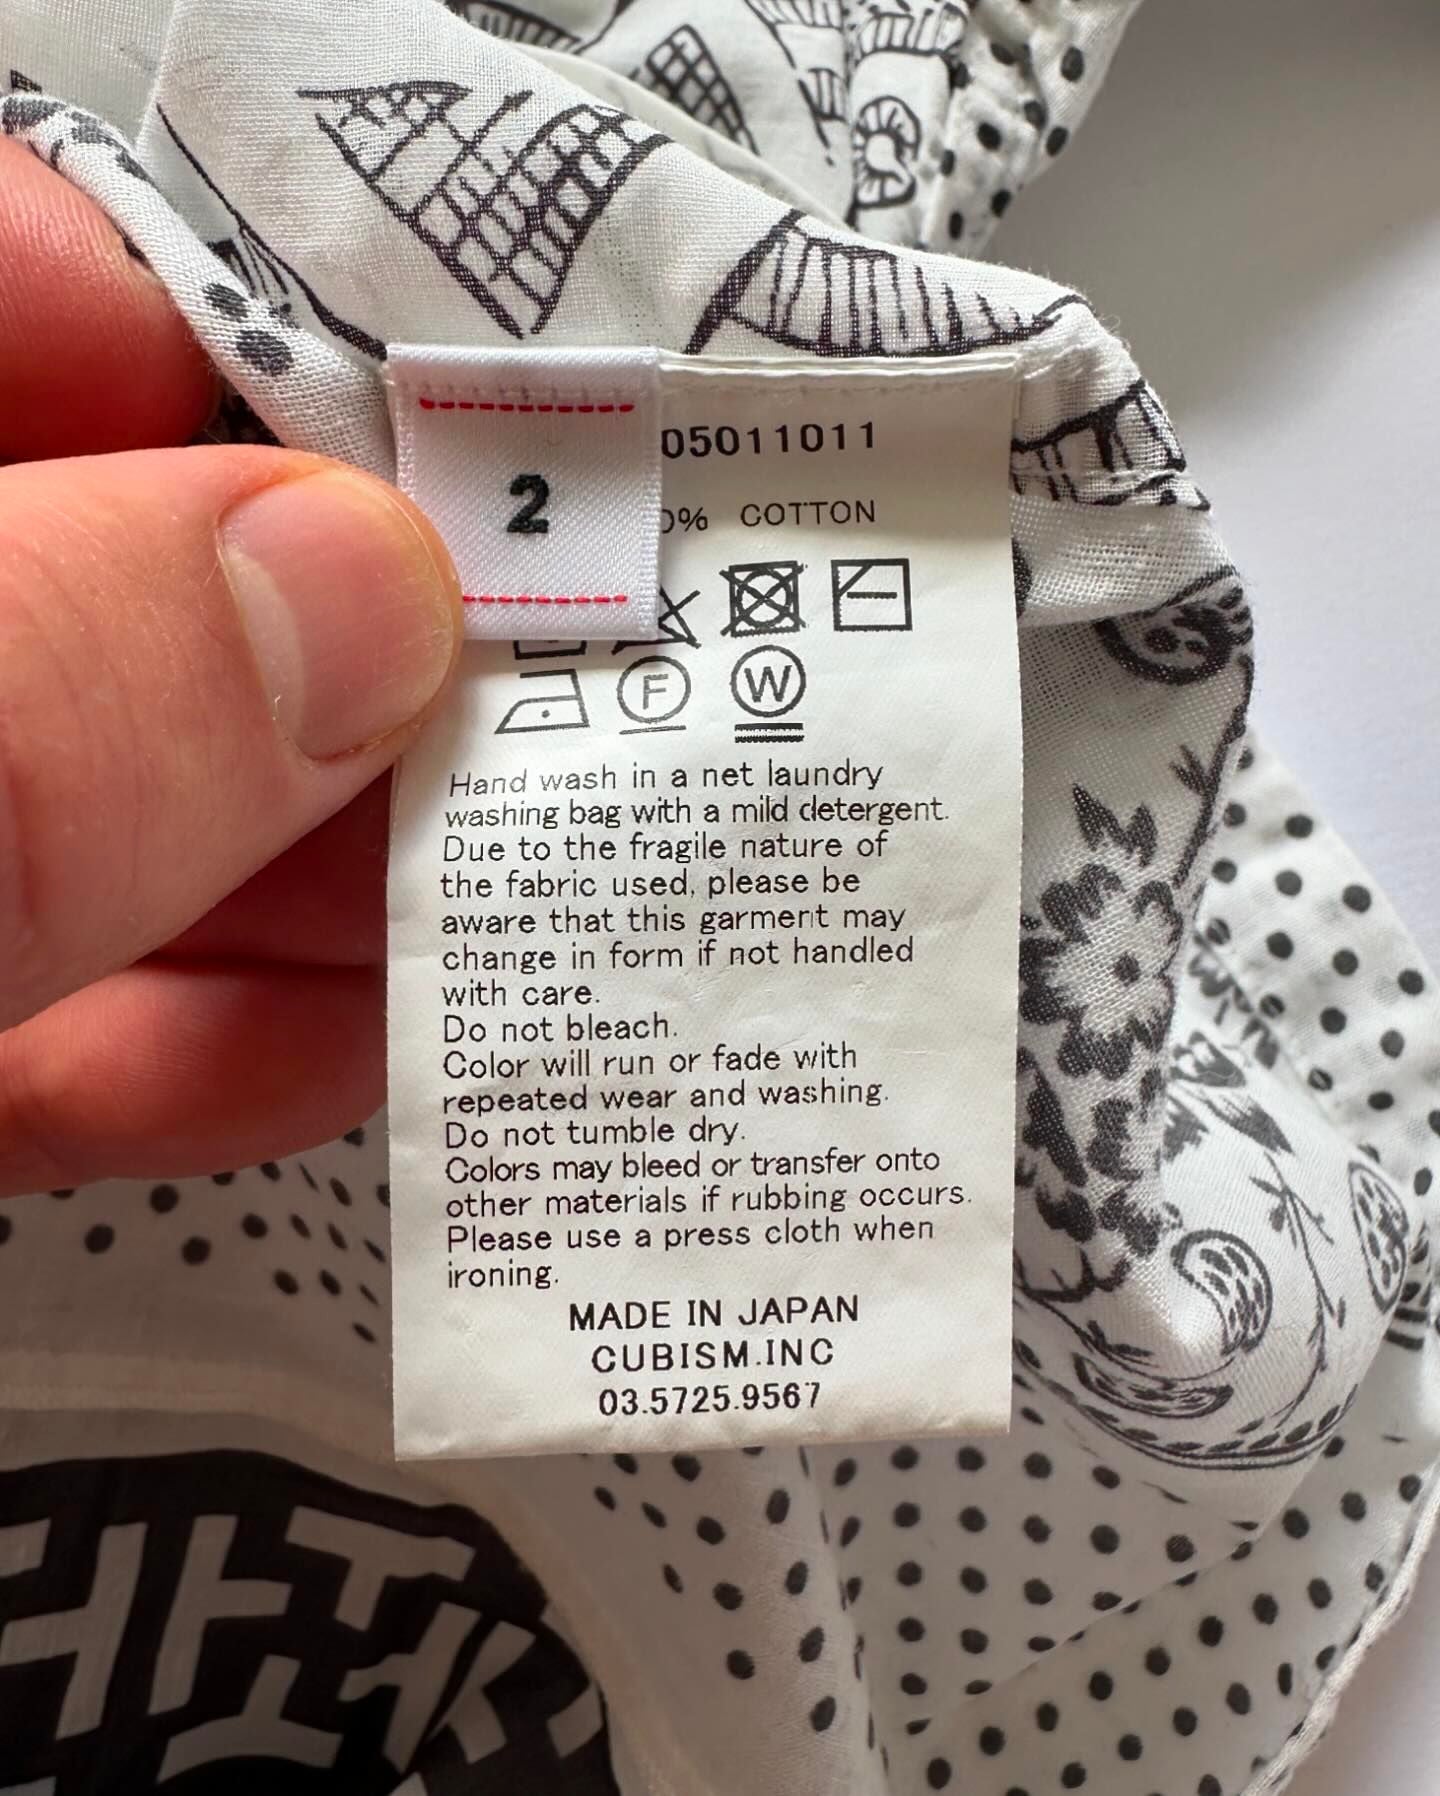 2
05011011
% COTTON
F W
Hand wash in a net laundry
washing bag with a mild detergent.
Due to the fragile nature of
the fabric used, please be
aware that this garment may
change in form if not handled
with care.
Do not bleach.
Color will run or fade with
repeated wear and washing.
Do not tumble dry.
Colors may bleed or transfer onto
other materials if rubbing occurs.
Please use a press cloth when
ironing.
MADE IN JAPAN
CUBISM.INC
03.5725.9567